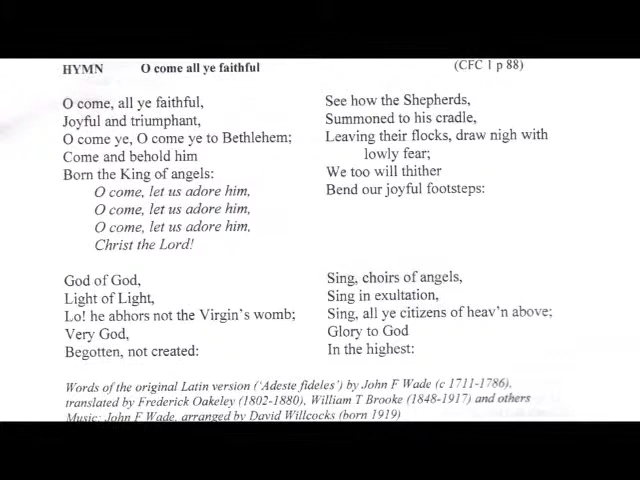 HYMN O come all ye faithful (CFC 1 p 88)
O come, all ye faithful,
Joyful and triumphant,
O come ye, O come ye to Bethlehem;
Come and behold him
Born the King of angels:
O come, let us adore him,
O come, let us adore him,
O come, let us adore him,
Christ the Lord!
God of God,
Light of Light,
Lo! he abhors not the Virgin's womb;
Very God,
Begotten, not created:
See how the Shepherds,
Summoned to his cradle,
Leaving their flocks, draw nigh with
lowly fear;
We too will thither
Bend our joyful footsteps:
Sing, choirs of angels,
Sing in exultation,
Sing, all ye citizens of heav'n above;
Glory to God
In the highest:
Words of the original Latin version ('Adeste fideles') by John F Wade (c 1711-1786),
translated by Frederick Oakeley (1802-1880), William T Brooke (1848-1917) and others
Music: John F Wade, arranged by David Willcocks (born 1919)